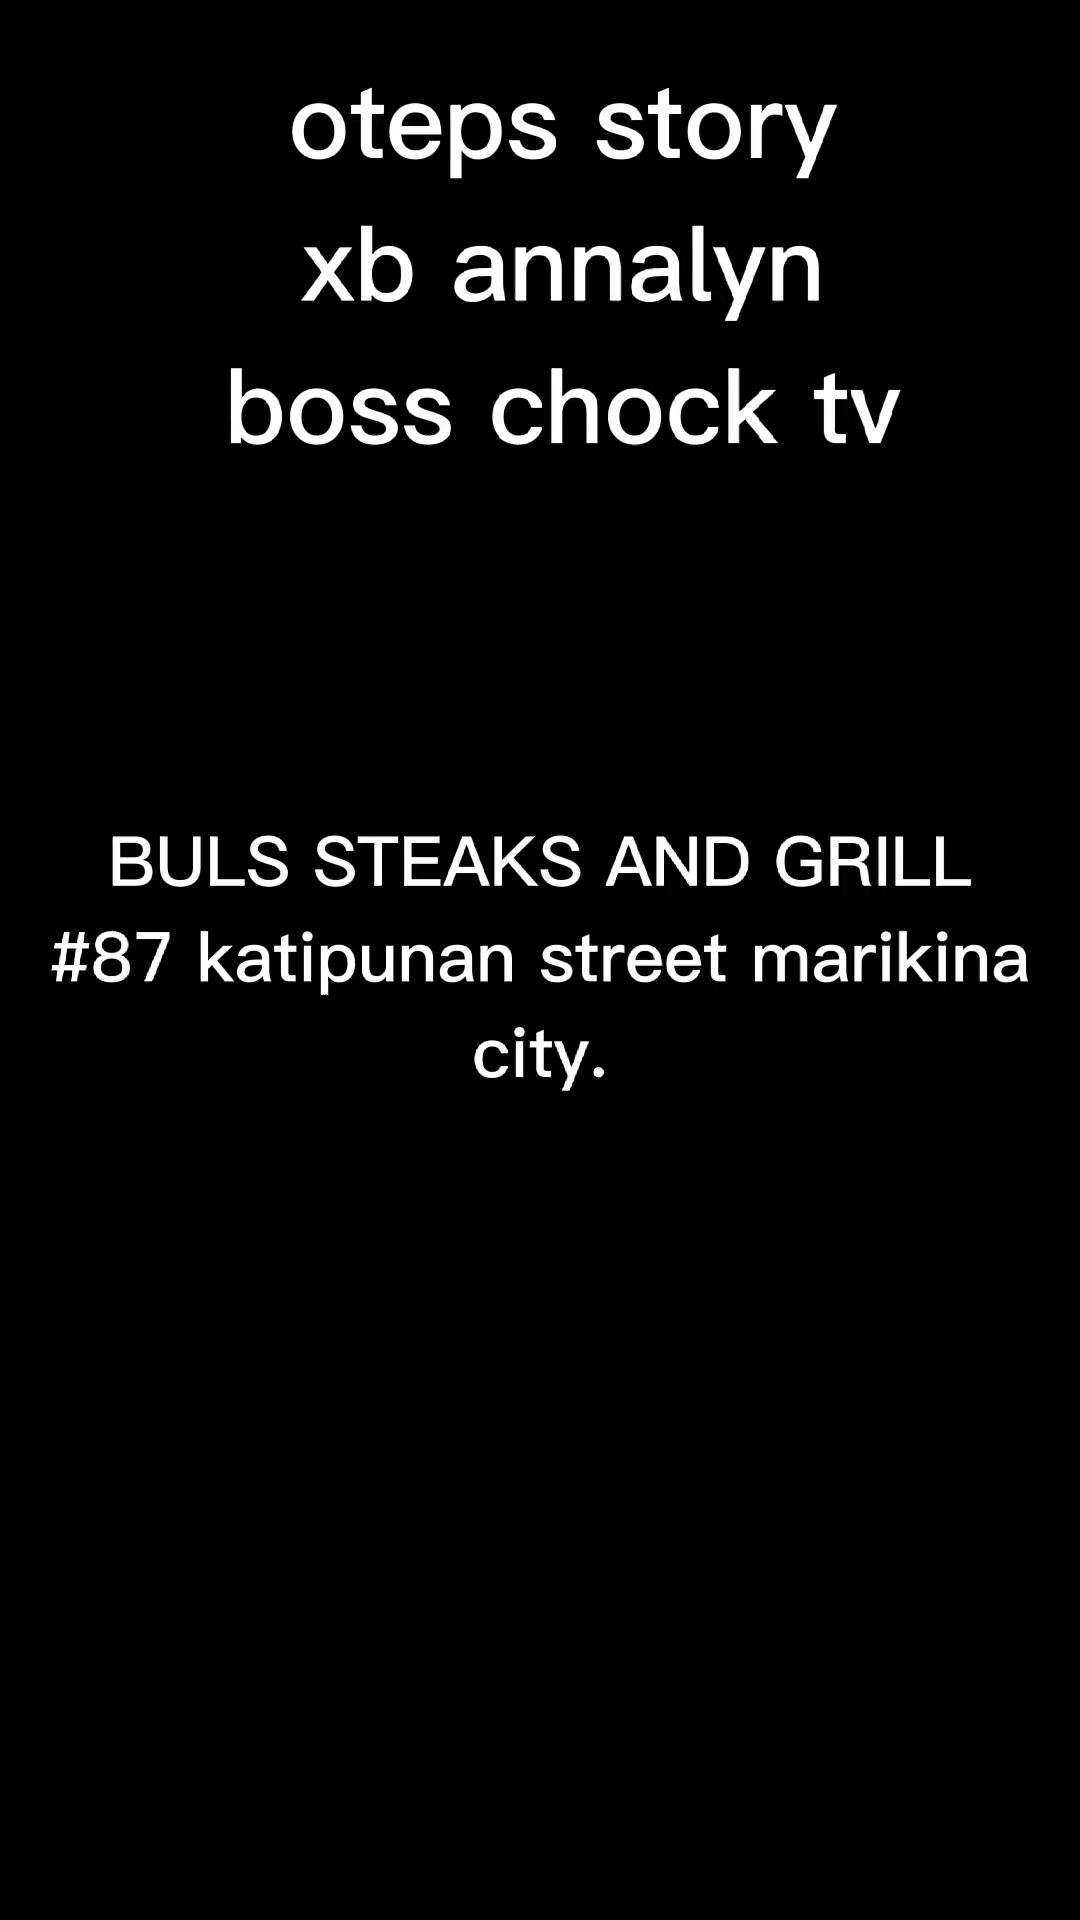 oteps story
xb annalyn
boss chock tv
BULS STEAKS AND GRILL
#87 katipunan street marikina
city.